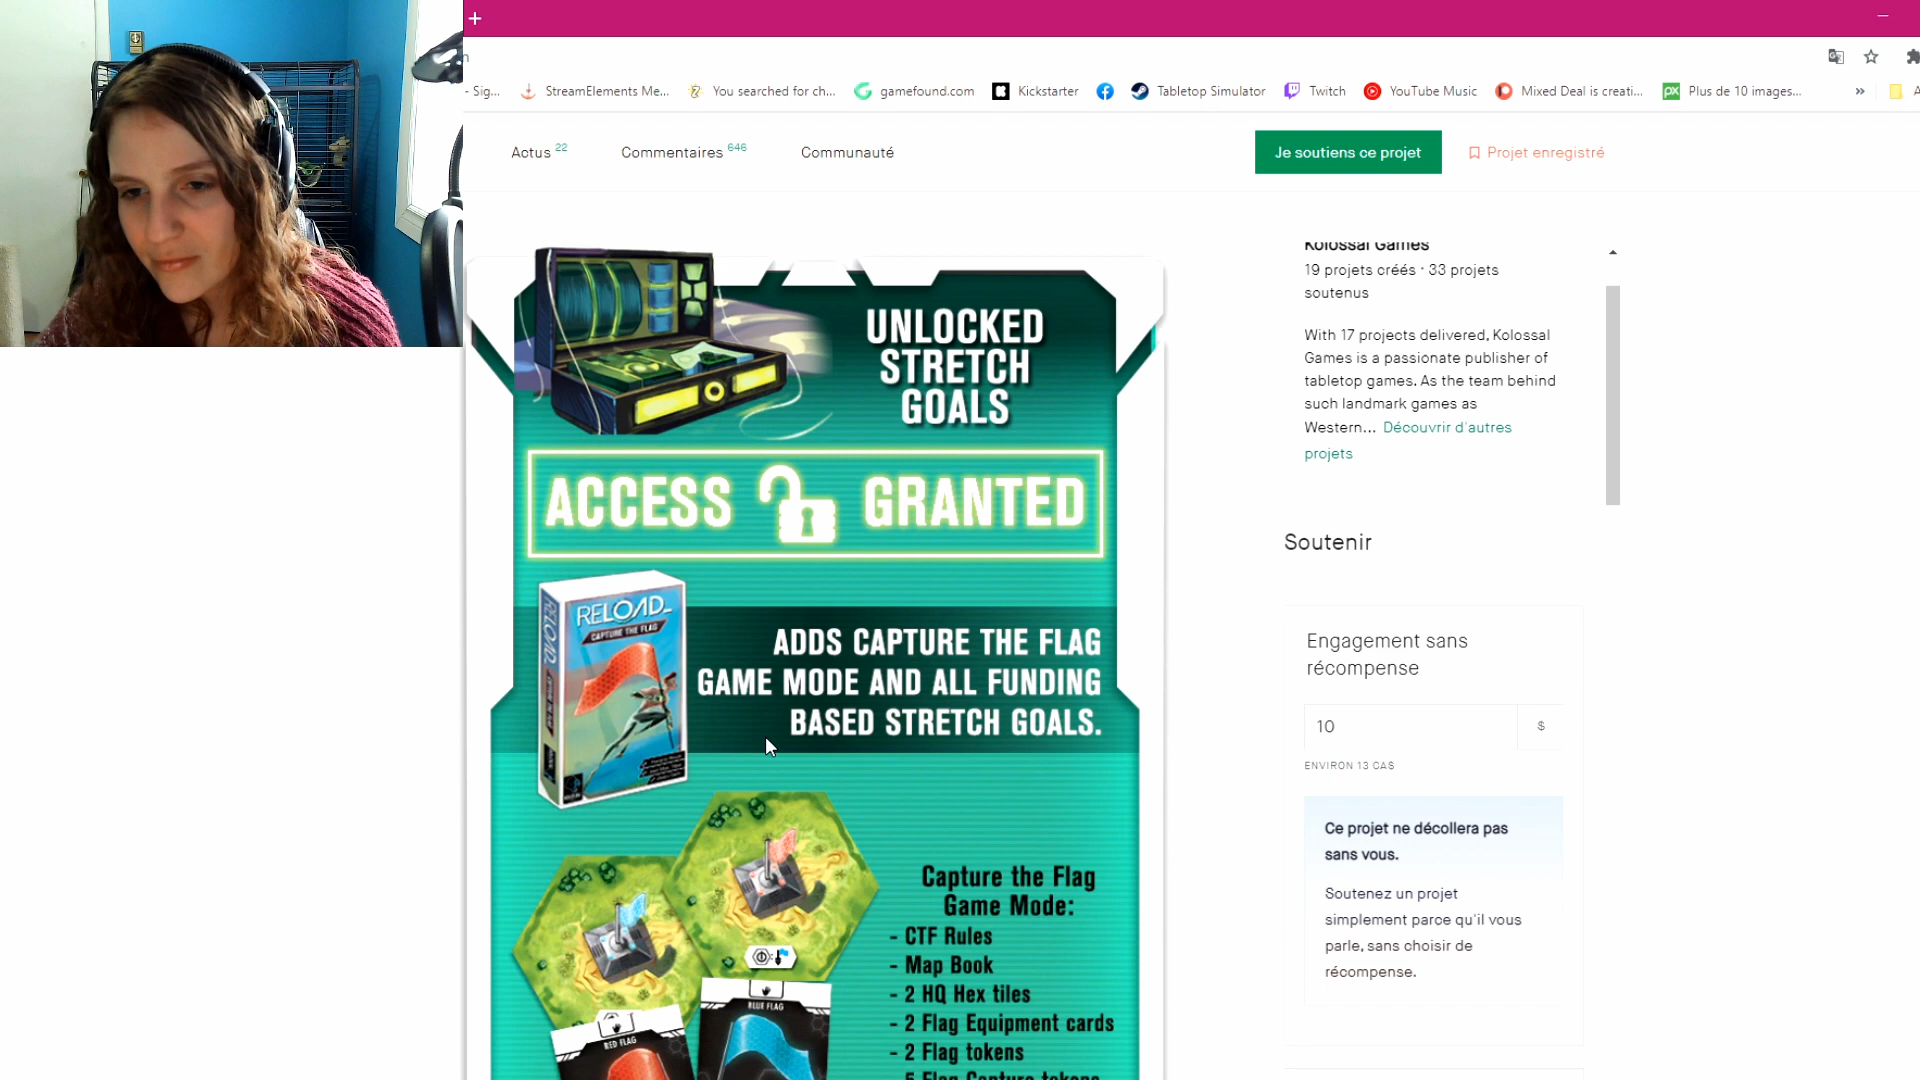 +
n
- Sig...
StreamElements Me...
You searched for ch...
gamefound.com
Kickstarter
Tabletop Simulator
Twitch
YouTube Music
Mixed Deal is creati...
Plus de 10 images...
»
A
Actus 22
Commentaires 646
Communauté
Je soutiens ce projet
Projet enregistré
UNLOCKED
STRETCH
GOALS
ACCESS GRANTED
RELOAD
CAPTURE THE FLAG
RELOAD
ADDS CAPTURE THE FLAG
GAME MODE AND ALL FUNDING
BASED STRETCH GOALS.
Capture the Flag
Game Mode:
- CTF Rules
- Map Book
- 2 HQ Hex tiles
- 2 Flag Equipment cards
- 2 Flag tokens
- 5 Flag Capture tokens
BLUE FLAG
RED FLAG
Kolossal Games
19 projets créés · 33 projets
soutenus
With 17 projects delivered, Kolossal
Games is a passionate publisher of
tabletop games. As the team behind
such landmark games as
Western... Découvrir d'autres
projets
Soutenir
Engagement sans
récompense
10 $
ENVIRON 13 CA$
Ce projet ne décollera pas
sans vous.
Soutenez un projet
simplement parce qu'il vous
parle, sans choisir de
récompense.